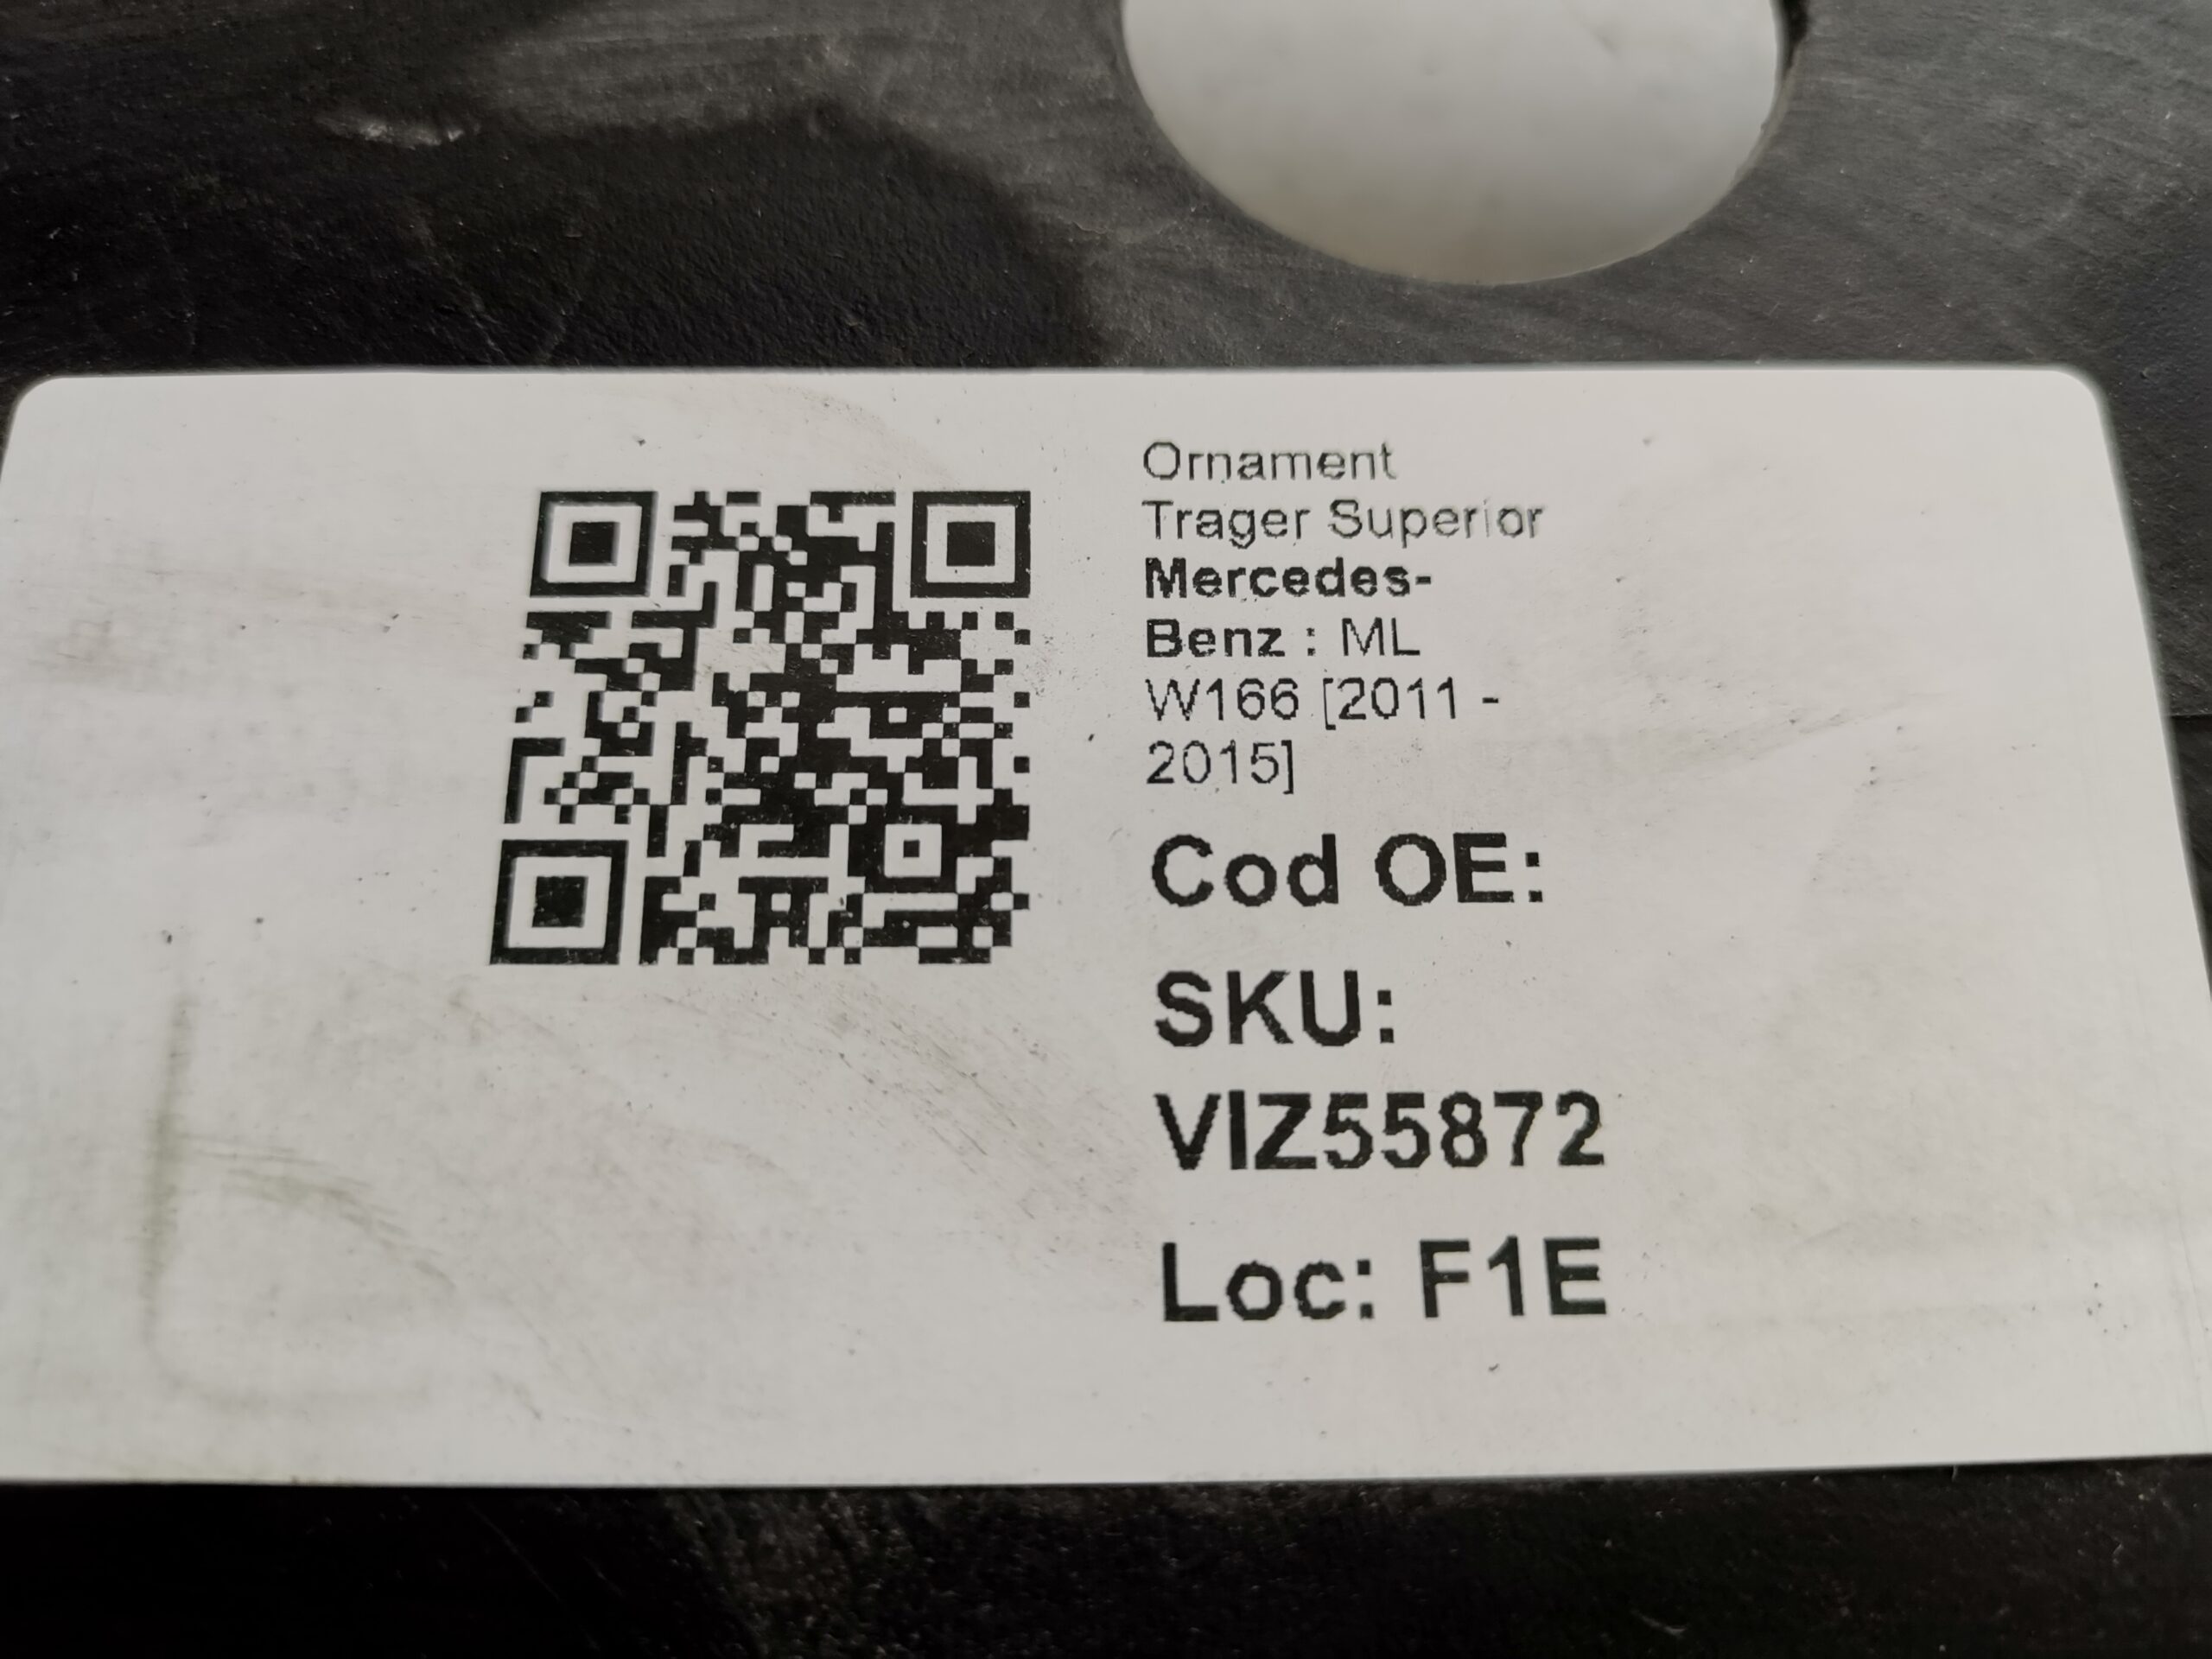 Ornament
Trager Superior
Mercedes-
Benz : ML
W166 [2011 -
2015]
Cod OE:
SKU:
VIZ55872
Loc: F1E